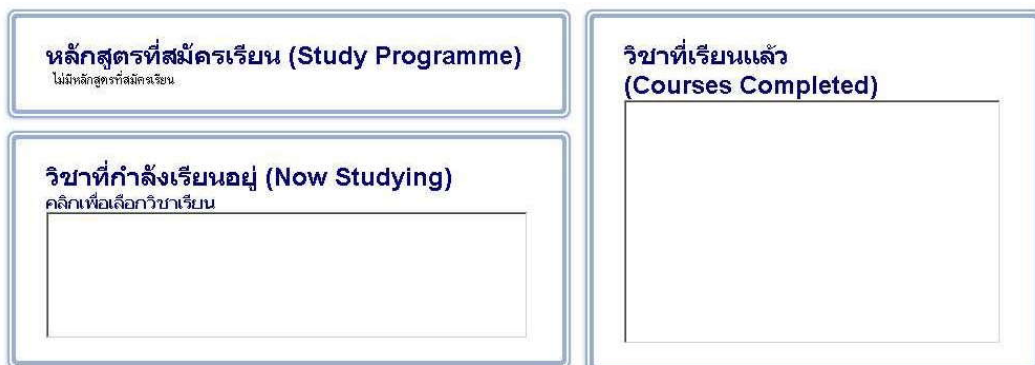 หลักสูตรที่สมัครเรียน (Study Programme)
ไม่มีหลักสูตรที่สมัครเรียน
วิชาที่กำลังเรียนอยู่ (Now Studying)
คลิกเพื่อเลือกวิชาเรียน
วิชาที่เรียนแล้ว
(Courses Completed)